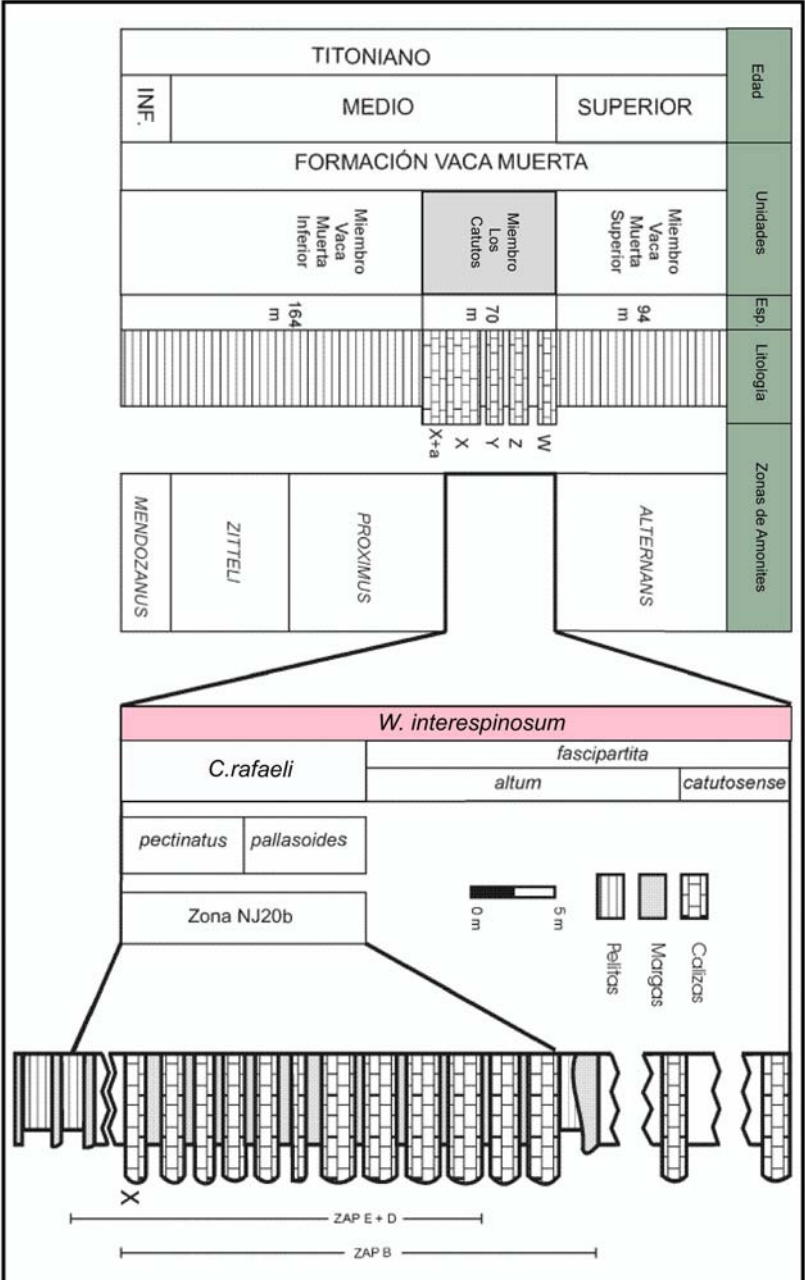 Edad
TITONIANO
INF.
MEDIO
SUPERIOR
Unidades
FORMACIÓN VACA MUERTA
Miembro
Vaca
Muerta
Inferior
Miembro
Los
Catutos
Miembro
Vaca
Muerta
Superior
Esp.
164
m
70
m
94
m
Litología
X+a
X
Y
Z
W
Zonas de Amonites
MENDOZANUS
ZITTELI
PROXIMUS
ALTERNANS
W. interespinosum
C.rafaeli
fascipartita
altum
catutosense
pectinatus
pallasoides
Zona NJ20b
0 m
5 m
Pelitas
Margas
Calizas
X
ZAP E + D
ZAP B